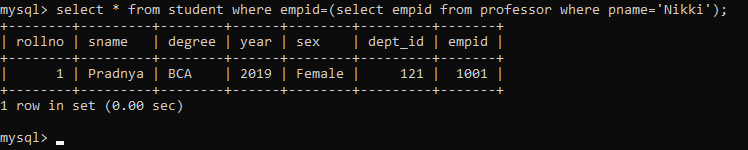 mysql> select * from student where empid=(select empid from professor where pname='Nikki');
+--------+---------+--------+------+--------+---------+-------+
| rollno | sname   | degree | year | sex    | dept_id | empid |
+--------+---------+--------+------+--------+---------+-------+
|      1 | Pradnya | BCA    | 2019 | Female |     121 |  1001 |
+--------+---------+--------+------+--------+---------+-------+
1 row in set (0.00 sec)
mysql> _